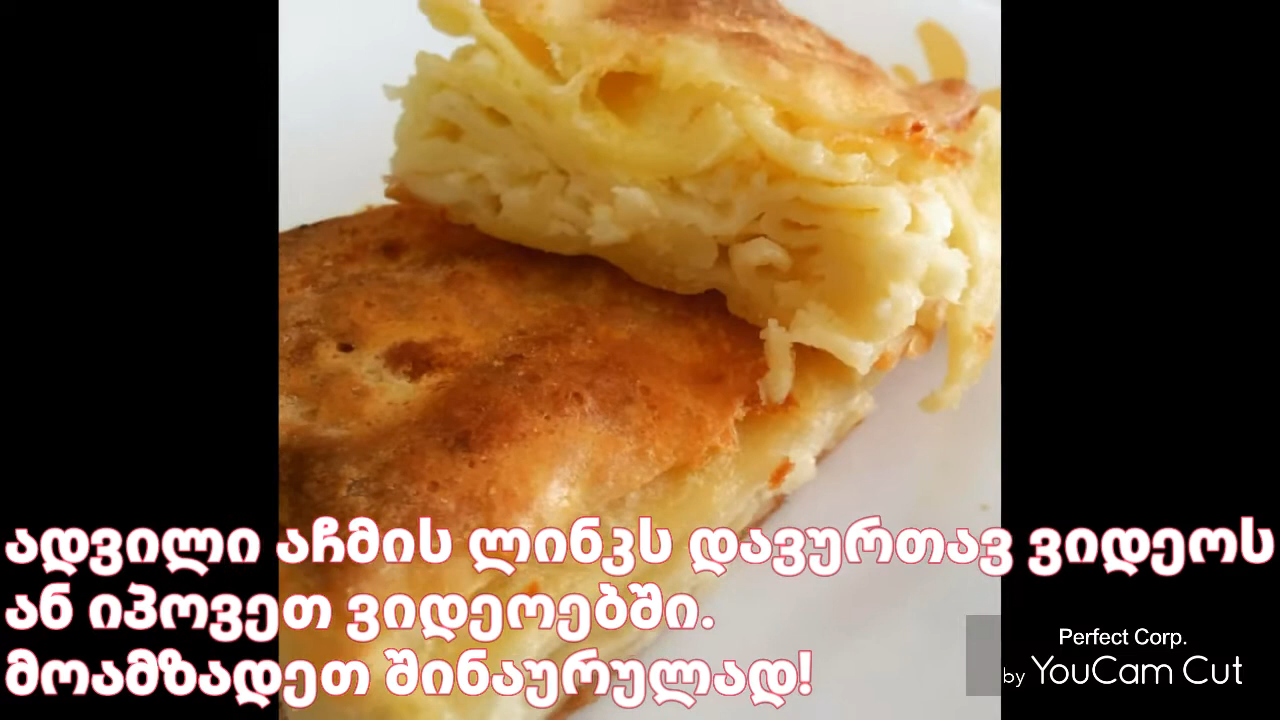 ადვილი აჩმის ლინკს დავურთავ ვიდეოს
ან იპოვეთ ვიდეოებში.
მოამზადეთ შინაურულად!
Perfect Corp.
by YouCam Cut